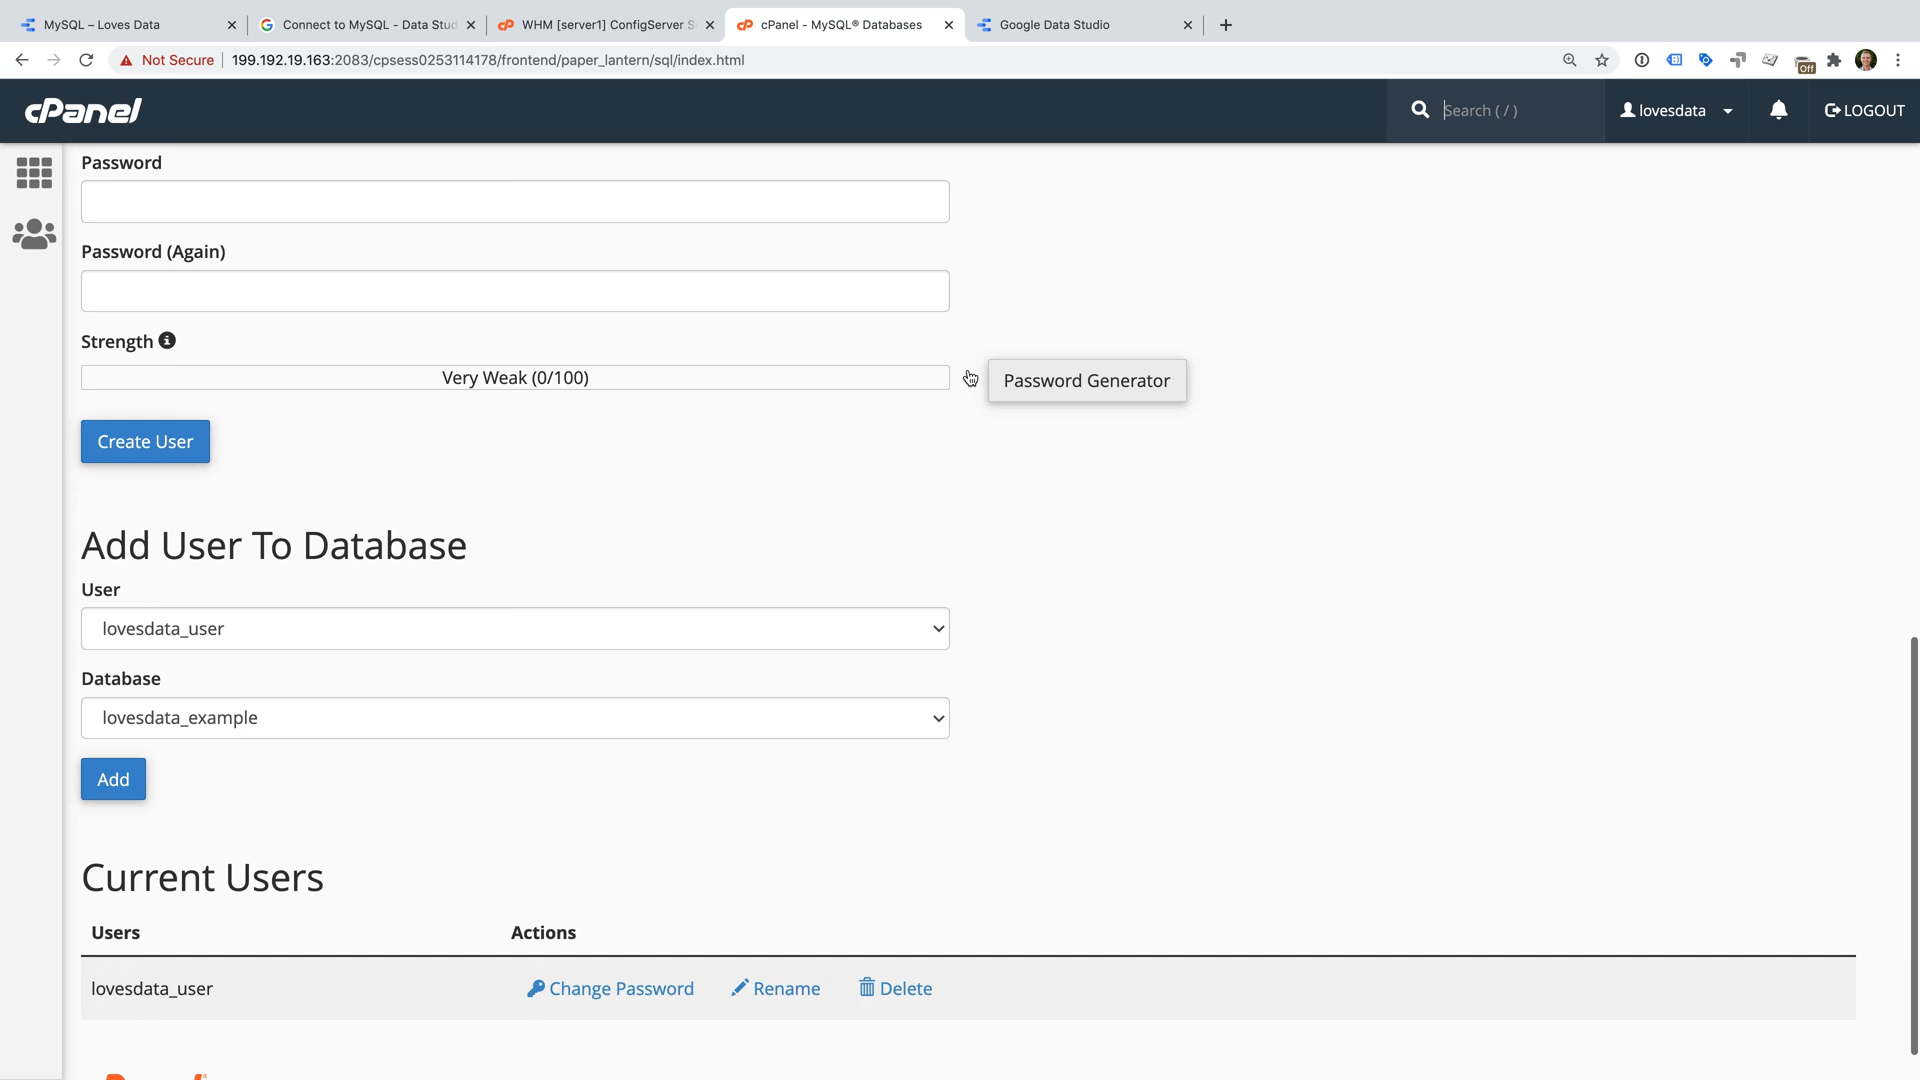 MySQL – Loves Data
Connect to MySQL - Data Stud
WHM [server1] ConfigServer S
cPanel - MySQL® Databases
Google Data Studio
Not Secure
199.192.19.163:2083/cpsess0253114178/frontend/paper_lantern/sql/index.html
Off
cPanel
Search ( / )
lovesdata
LOGOUT
Password
Password (Again)
Strength
Very Weak (0/100)
Password Generator
Create User
Add User To Database
User
lovesdata_user
Database
lovesdata_example
Add
Current Users
Users Actions
lovesdata_user Change Password Rename Delete